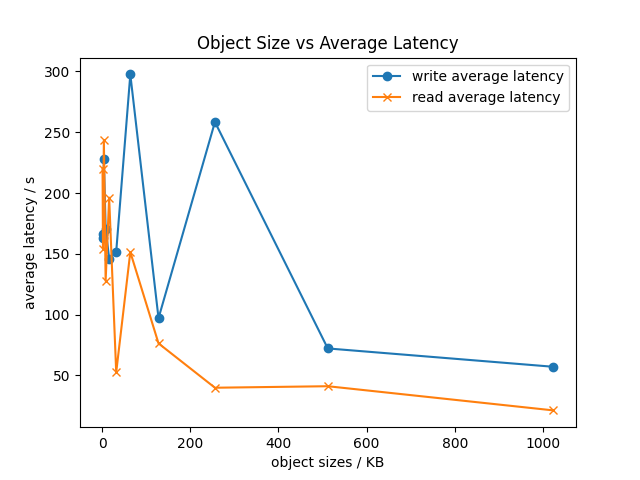 Object Size vs Average Latency
write average latency
read average latency
300
250
200
150
100
50
average latency / s
0
200
400
600
800
1000
object sizes / KB